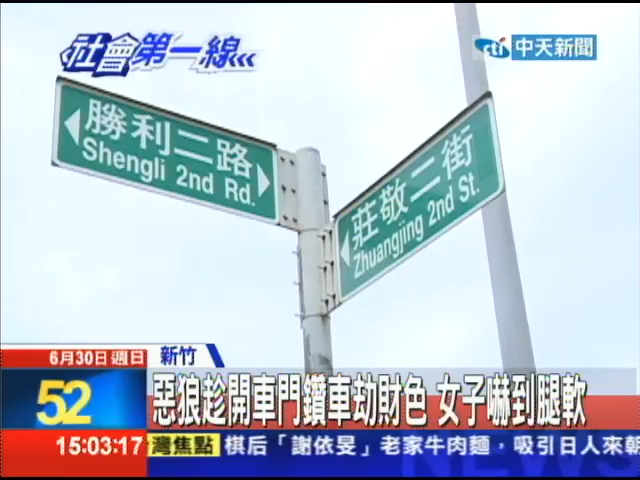 社會第一線
cti 中天新聞
勝利二路
Shengli 2nd Rd.
莊敬二街
Zhuangjing 2nd St.
6月30日週日
新竹
52
惡狼趁開車門鑽車劫財色 女子嚇到腿軟
15:03:17
灣焦點
棋后「謝依旻」老家牛肉麵，吸引日人來朝
NEWS